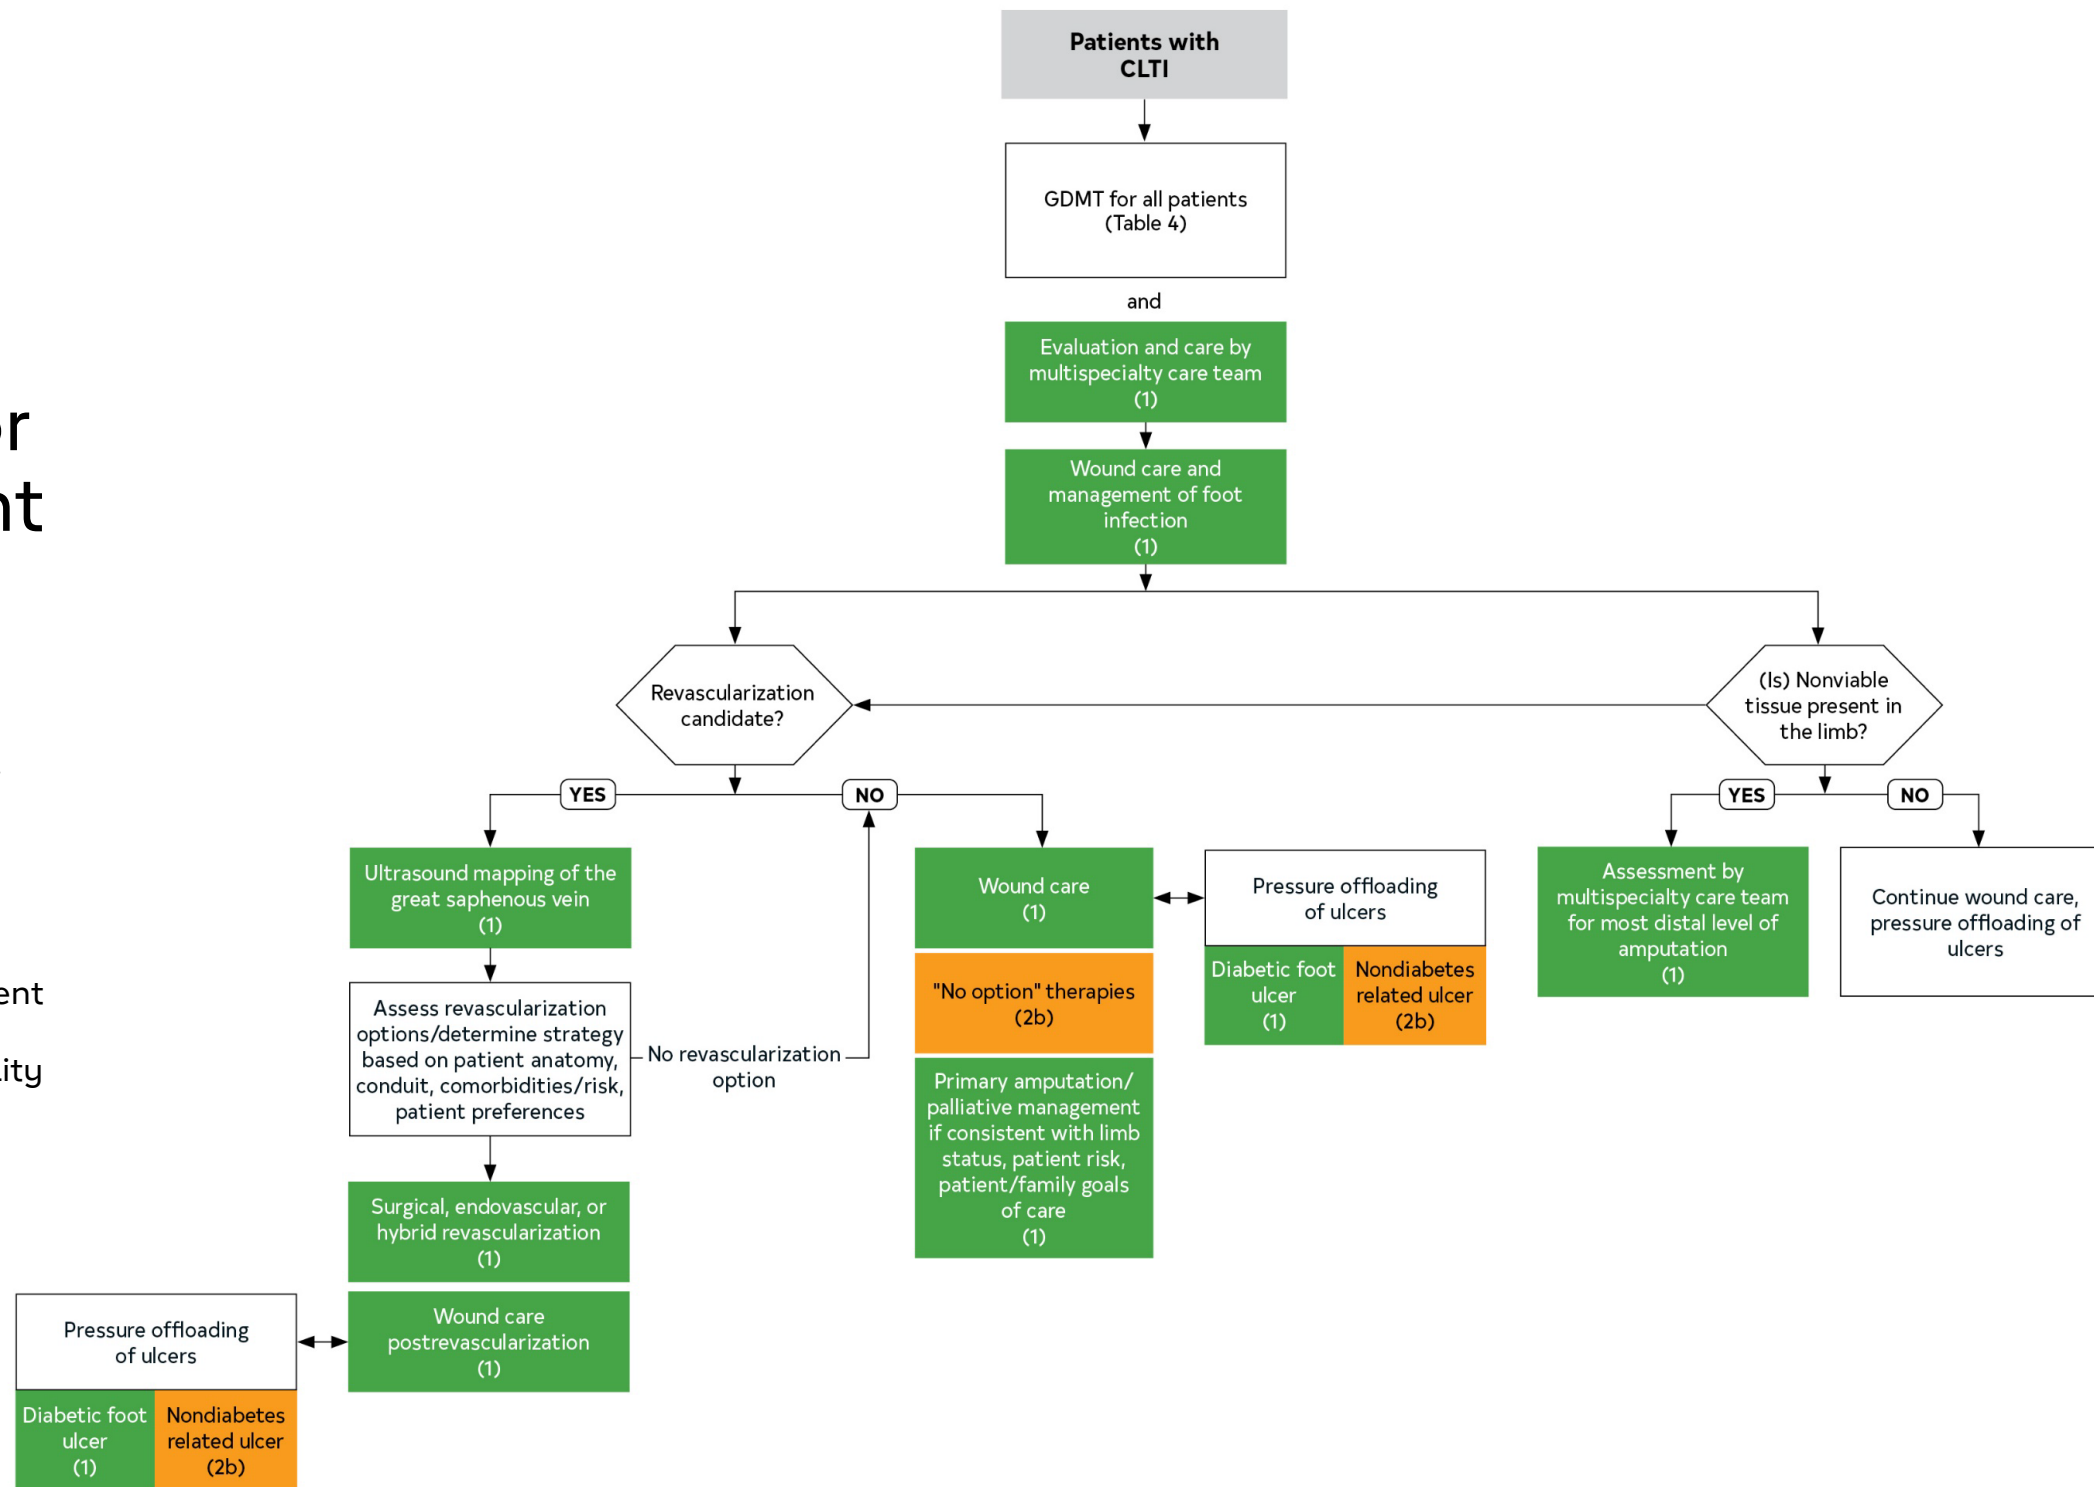 Patients with
CLTI
GDMT for all patients
(Table 4)
and
Evaluation and care by
multispecialty care team
(1)
Wound care and
management of foot
infection
(1)
Revascularization
candidate?
(Is) Nonviable
tissue present in
the limb?
YES
NO
YES
NO
Ultrasound mapping of the
great saphenous vein
(1)
Assess revascularization
options/determine strategy
based on patient anatomy,
conduit, comorbidities/risk,
patient preferences
No revascularization
option
Surgical, endovascular, or
hybrid revascularization
(1)
Wound care
postrevascularization
(1)
Pressure offloading
of ulcers
Diabetic foot
ulcer
(1)
Nondiabetes
related ulcer
(2b)
Wound care
(1)
"No option" therapies
(2b)
Primary amputation/
palliative management
if consistent with limb
status, patient risk,
patient/family goals
of care
(1)
Pressure offloading
of ulcers
Diabetic foot
ulcer
(1)
Nondiabetes
related ulcer
(2b)
Assessment by
multispecialty care team
for most distal level of
amputation
(1)
Continue wound care,
pressure offloading of
ulcers